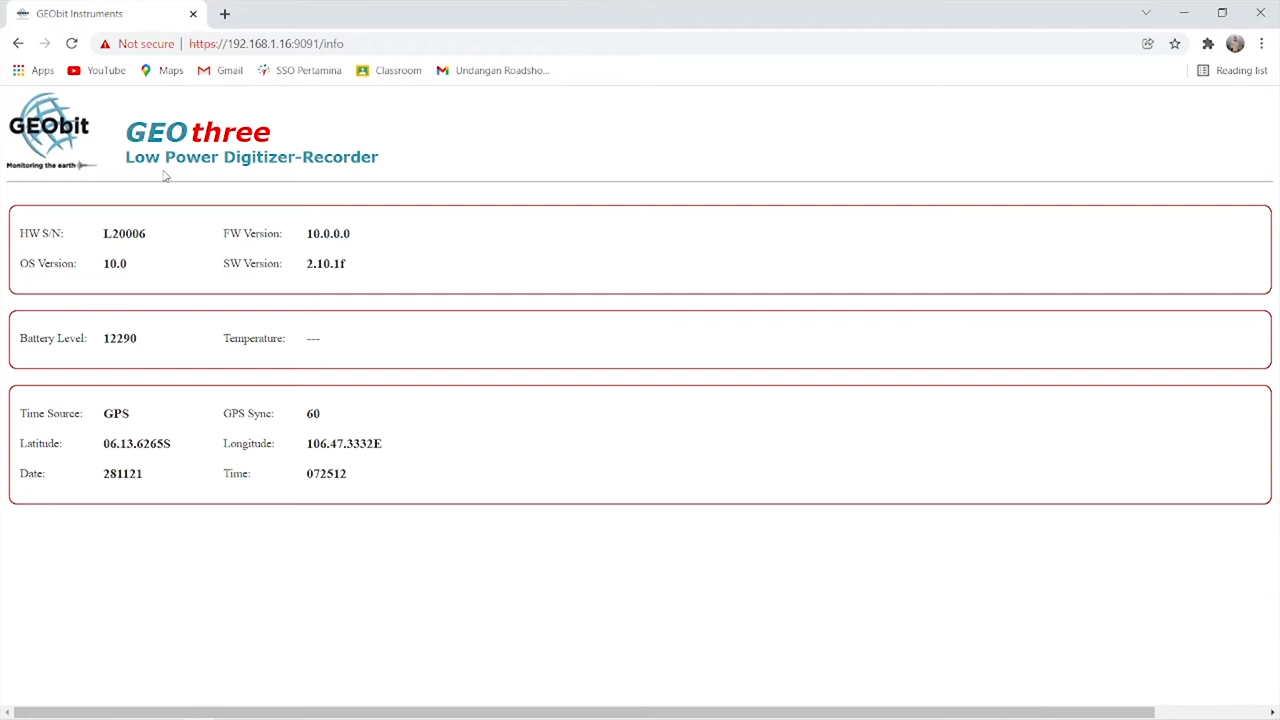 GEObit Instruments
Not secure https://192.168.1.16:9091/info
Apps YouTube Maps Gmail SSO Pertamina Classroom Undangan Roadsho... Reading list
GEObit
Monitoring the earth
GEOthree
Low Power Digitizer-Recorder
HW S/N: L20006 FW Version: 10.0.0.0
OS Version: 10.0 SW Version: 2.10.1f
Battery Level: 12290 Temperature: ---
Time Source: GPS GPS Sync: 60
Latitude: 06.13.6265S Longitude: 106.47.3332E
Date: 281121 Time: 072512